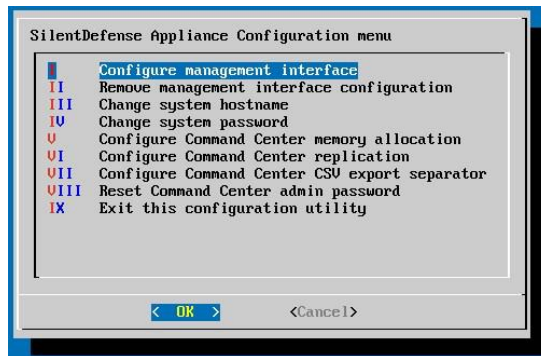 SilentDefense Appliance Configuration menu
I Configure management interface
II Remove management interface configuration
III Change system hostname
IV Change system password
V Configure Command Center memory allocation
VI Configure Command Center replication
VII Configure Command Center CSV export separator
VIII Reset Command Center admin password
IX Exit this configuration utility
< OK > <Cancel>